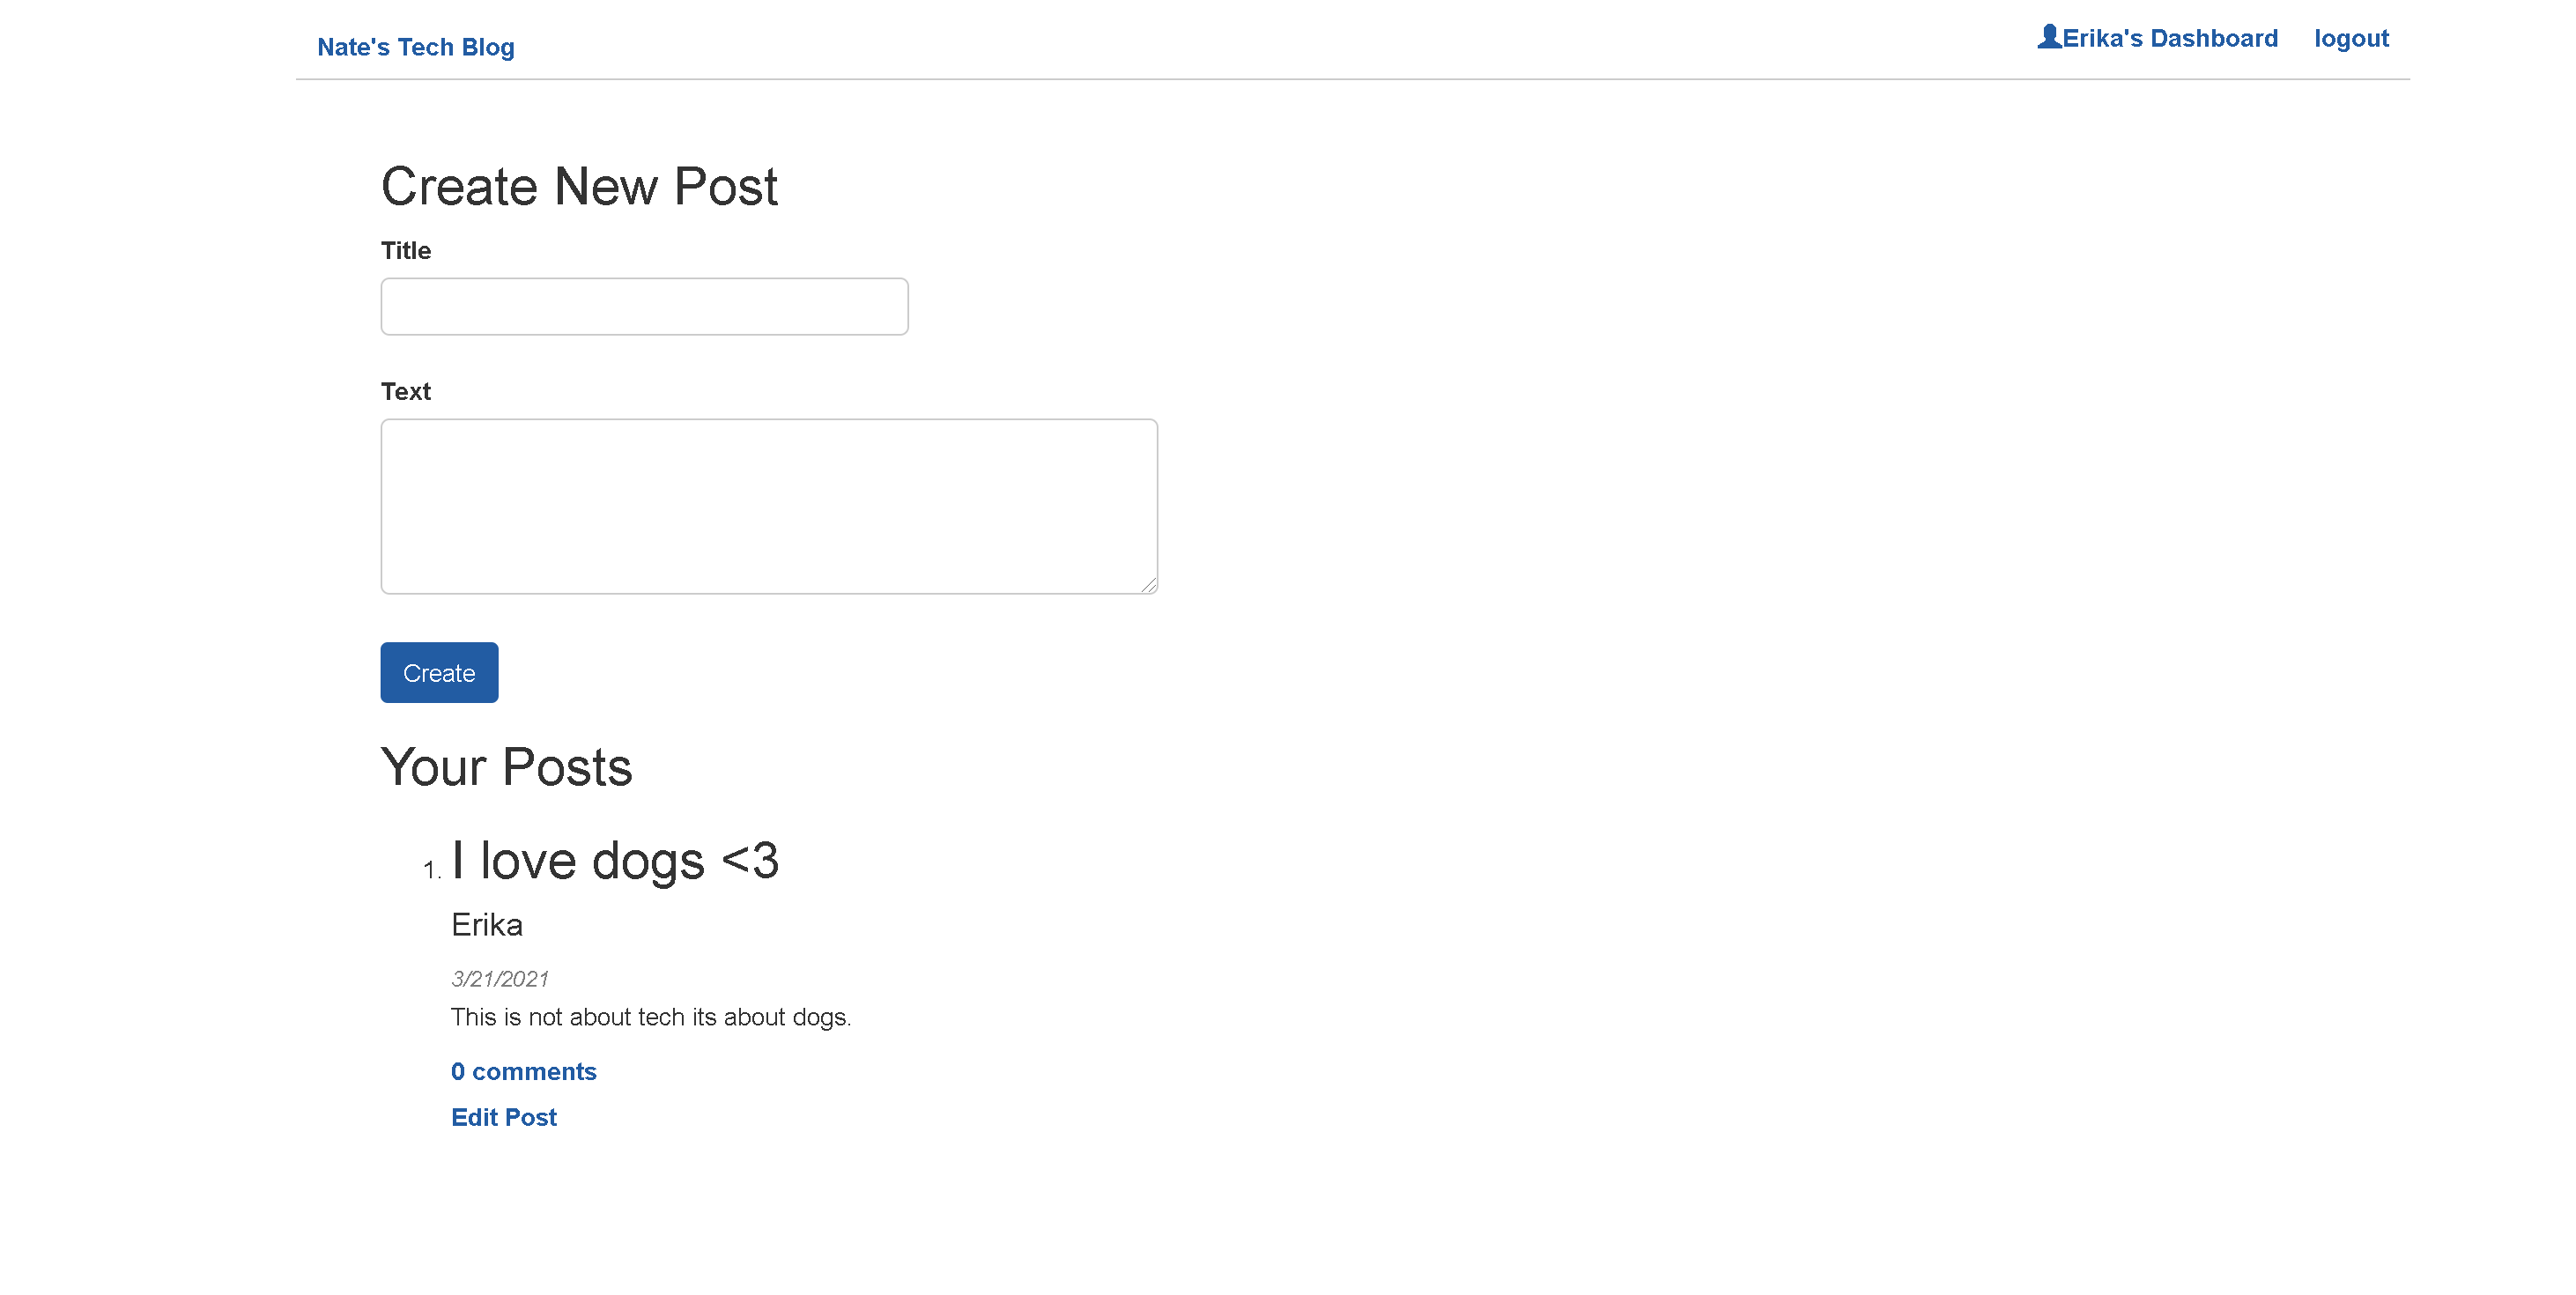 Nate's Tech Blog
Erika's Dashboard logout
Create New Post
Title
Text
Create
Your Posts
1. I love dogs <3
Erika
3/21/2021
This is not about tech its about dogs.
0 comments
Edit Post